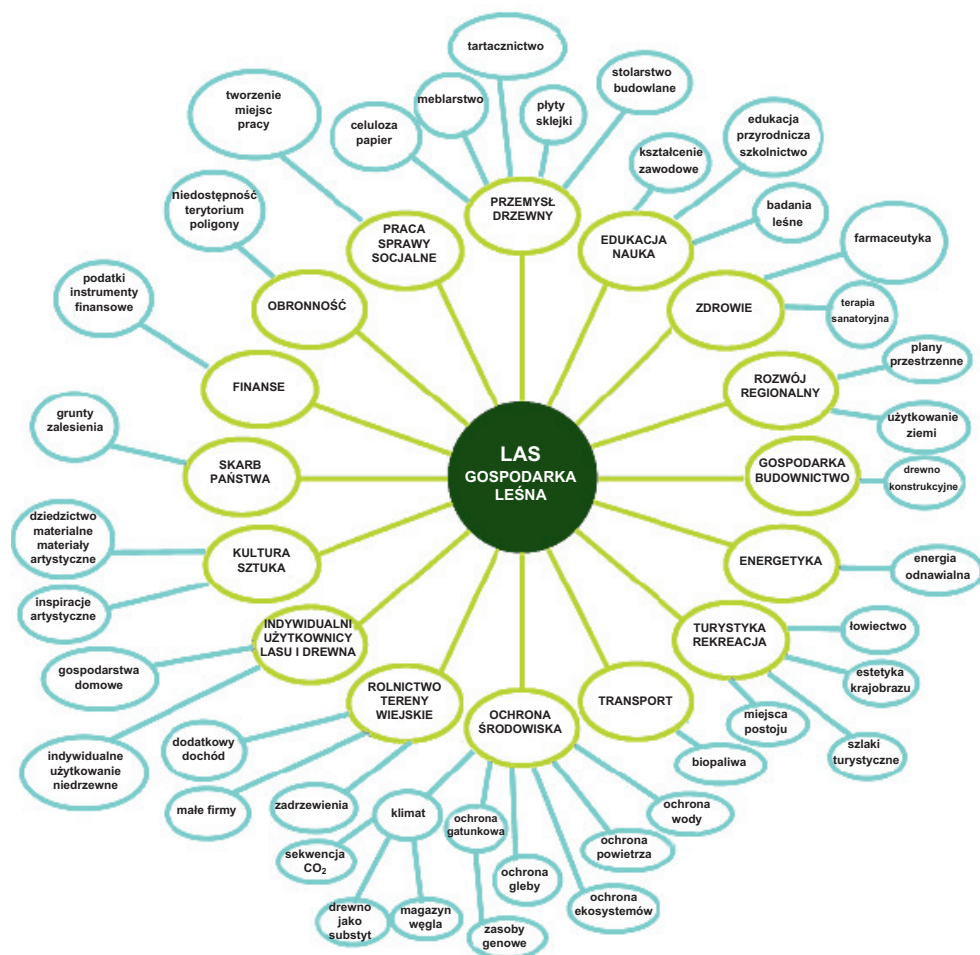 LAS
GOSPODARKA
LEŚNA
PRZEMYSŁ
DRZEWNY
celuloza
papier
meblarstwo
tartacznictwo
płyty
sklejki
stolarstwo
budowlane
EDUKACJA
NAUKA
kształcenie
zawodowe
edukacja
przyrodnicza
szkolnictwo
badania
leśne
ZDROWIE
farmaceutyka
terapia
sanatoryjna
ROZWÓJ
REGIONALNY
plany
przestrzenne
użytkowanie
ziemi
GOSPODARKA
BUDOWNICTWO
drewno
konstrukcyjne
ENERGETYKA
energia
odnawialna
TURYSTYKA
REKREACJA
łowiectwo
estetyka
krajobrazu
szlaki
turystyczne
miejsca
postoju
TRANSPORT
biopaliwa
OCHRONA
ŚRODOWISKA
ochrona
wody
ochrona
powietrza
ochrona
ekosystemów
ochrona
gleby
ochrona
gatunkowa
zasoby
genowe
klimat
magazyn
węgla
drewno
jako
substyt
sekwencja
CO₂
ROLNICTWO
TERENY
WIEJSKIE
zadrzewienia
małe firmy
dodatkowy
dochód
INDYWIDUALNI
UŻYTKOWNICY
LASU I DREWNA
indywidualne
użytkowanie
niedrzewne
gospodarstwa
domowe
KULTURA
SZTUKA
inspiracje
artystyczne
dziedzictwo
materialne
materiały
artystyczne
SKARB
PAŃSTWA
grunty
zalesienia
FINANSE
podatki
instrumenty
finansowe
OBRONNOŚĆ
niedostępność
terytorium
poligony
PRACA
SPRAWY
SOCJALNE
tworzenie
miejsc
pracy